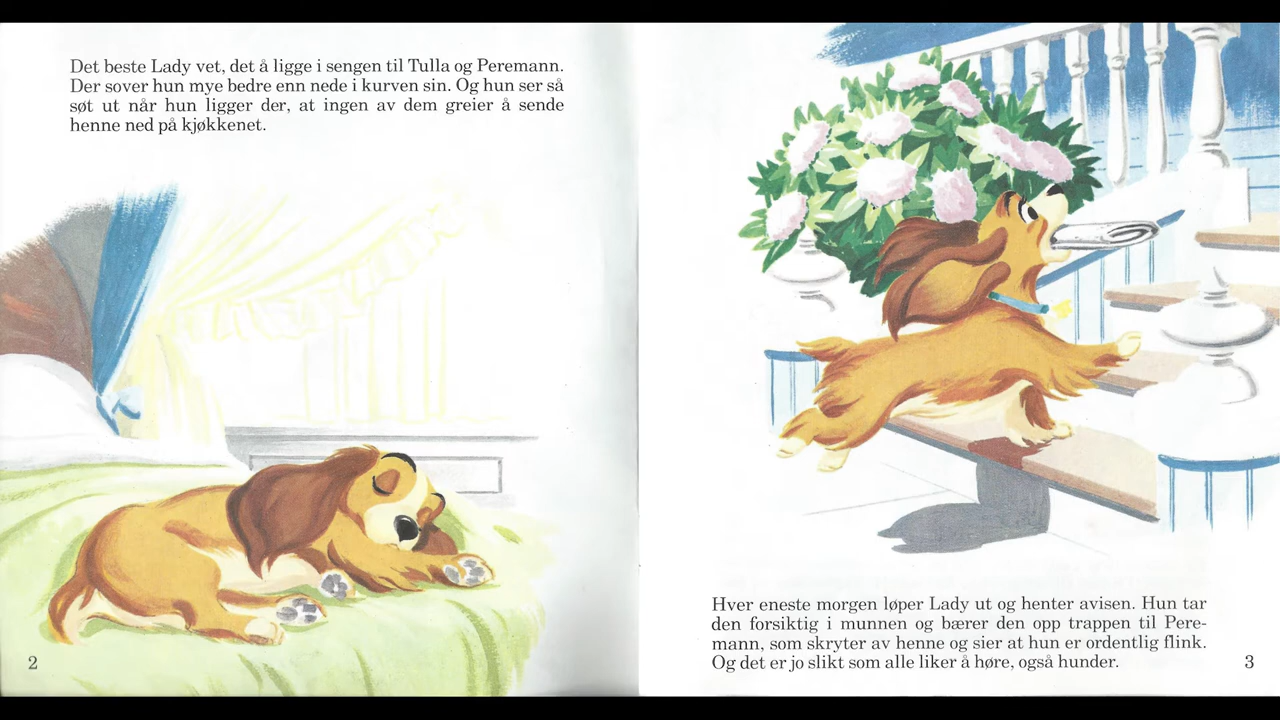 Det beste Lady vet, det å ligge i sengen til Tulla og Peremann.
Der sover hun mye bedre enn nede i kurven sin. Og hun ser så
søt ut når hun ligger der, at ingen av dem greier å sende
henne ned på kjøkkenet.
2
Hver eneste morgen løper Lady ut og henter avisen. Hun tar
den forsiktig i munnen og bærer den opp trappen til Pere-
mann, som skryter av henne og sier at hun er ordentlig flink.
Og det er jo slikt som alle liker å høre, også hunder.
3